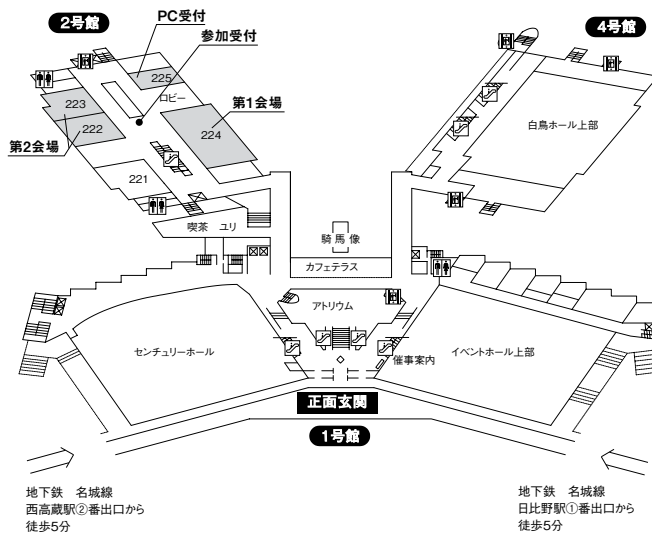 2号館
PC受付
参加受付
4号館
225
ロビー
223
第1会場
224
222
第2会場
白鳥ホール上部
221
喫茶 ユリ
騎馬像
カフェテラス
アトリウム
センチュリーホール
催事案内
イベントホール上部
正面玄関
1号館
地下鉄 名城線
西高蔵駅②番出口から
徒歩5分
地下鉄 名城線
日比野駅①番出口から
徒歩5分